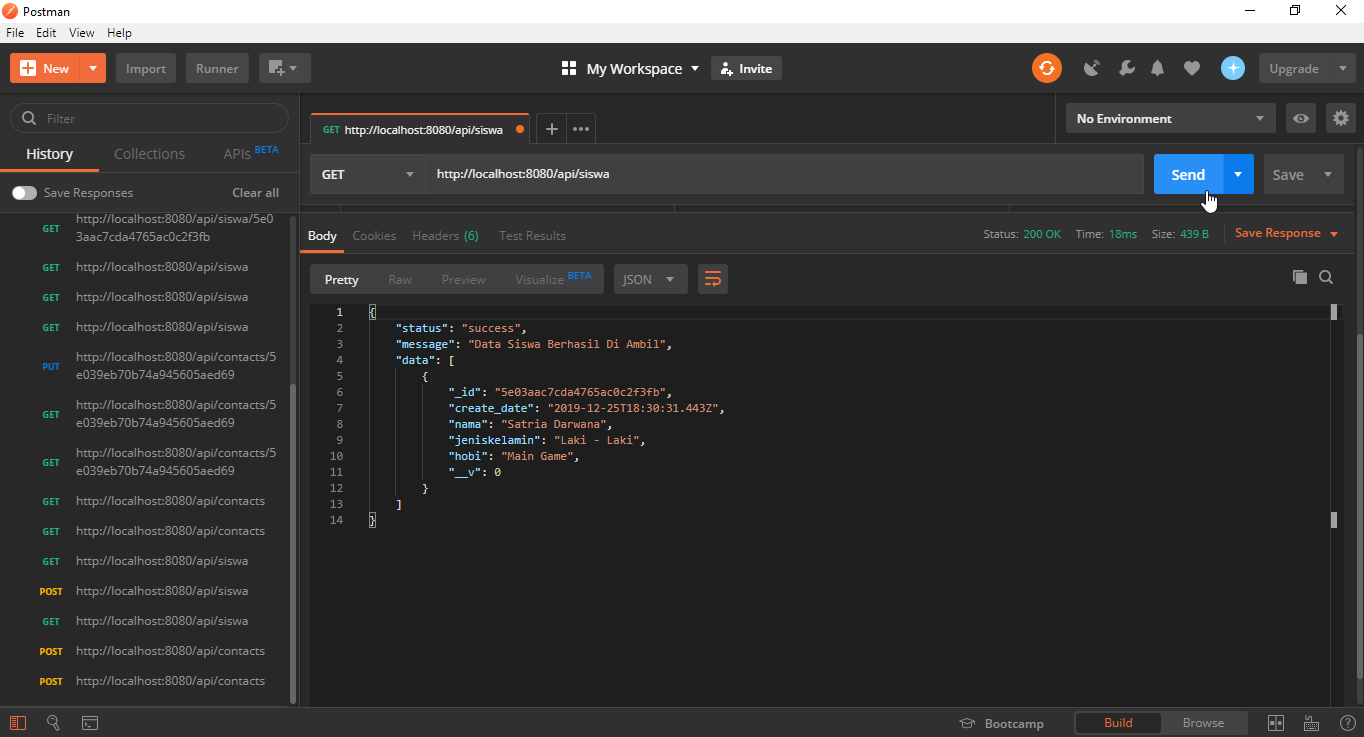 Postman
File Edit View Help
New Import Runner My Workspace Invite Upgrade
Filter
History Collections APIs BETA
Save Responses Clear all
GET http://localhost:8080/api/siswa/5e0
3aac7cda4765ac0c2f3fb
GET http://localhost:8080/api/siswa
GET http://localhost:8080/api/siswa
GET http://localhost:8080/api/siswa
PUT http://localhost:8080/api/contacts/5
e039eb70b74a945605aed69
GET http://localhost:8080/api/contacts/5
e039eb70b74a945605aed69
GET http://localhost:8080/api/contacts/5
e039eb70b74a945605aed69
GET http://localhost:8080/api/contacts
GET http://localhost:8080/api/contacts
GET http://localhost:8080/api/siswa
POST http://localhost:8080/api/siswa
GET http://localhost:8080/api/siswa
POST http://localhost:8080/api/contacts
POST http://localhost:8080/api/contacts
GET http://localhost:8080/api/siswa
No Environment
GET http://localhost:8080/api/siswa Send Save
Body Cookies Headers (6) Test Results Status: 200 OK Time: 18ms Size: 439 B Save Response
Pretty Raw Preview Visualize BETA JSON
1 {
2 "status": "success",
3 "message": "Data Siswa Berhasil Di Ambil",
4 "data": [
5 {
6 "_id": "5e03aac7cda4765ac0c2f3fb",
7 "create_date": "2019-12-25T18:30:31.443Z",
8 "nama": "Satria Darwana",
9 "jeniskelamin": "Laki - Laki",
10 "hobi": "Main Game",
11 "__v": 0
12 }
13 ]
14 }
Bootcamp Build Browse